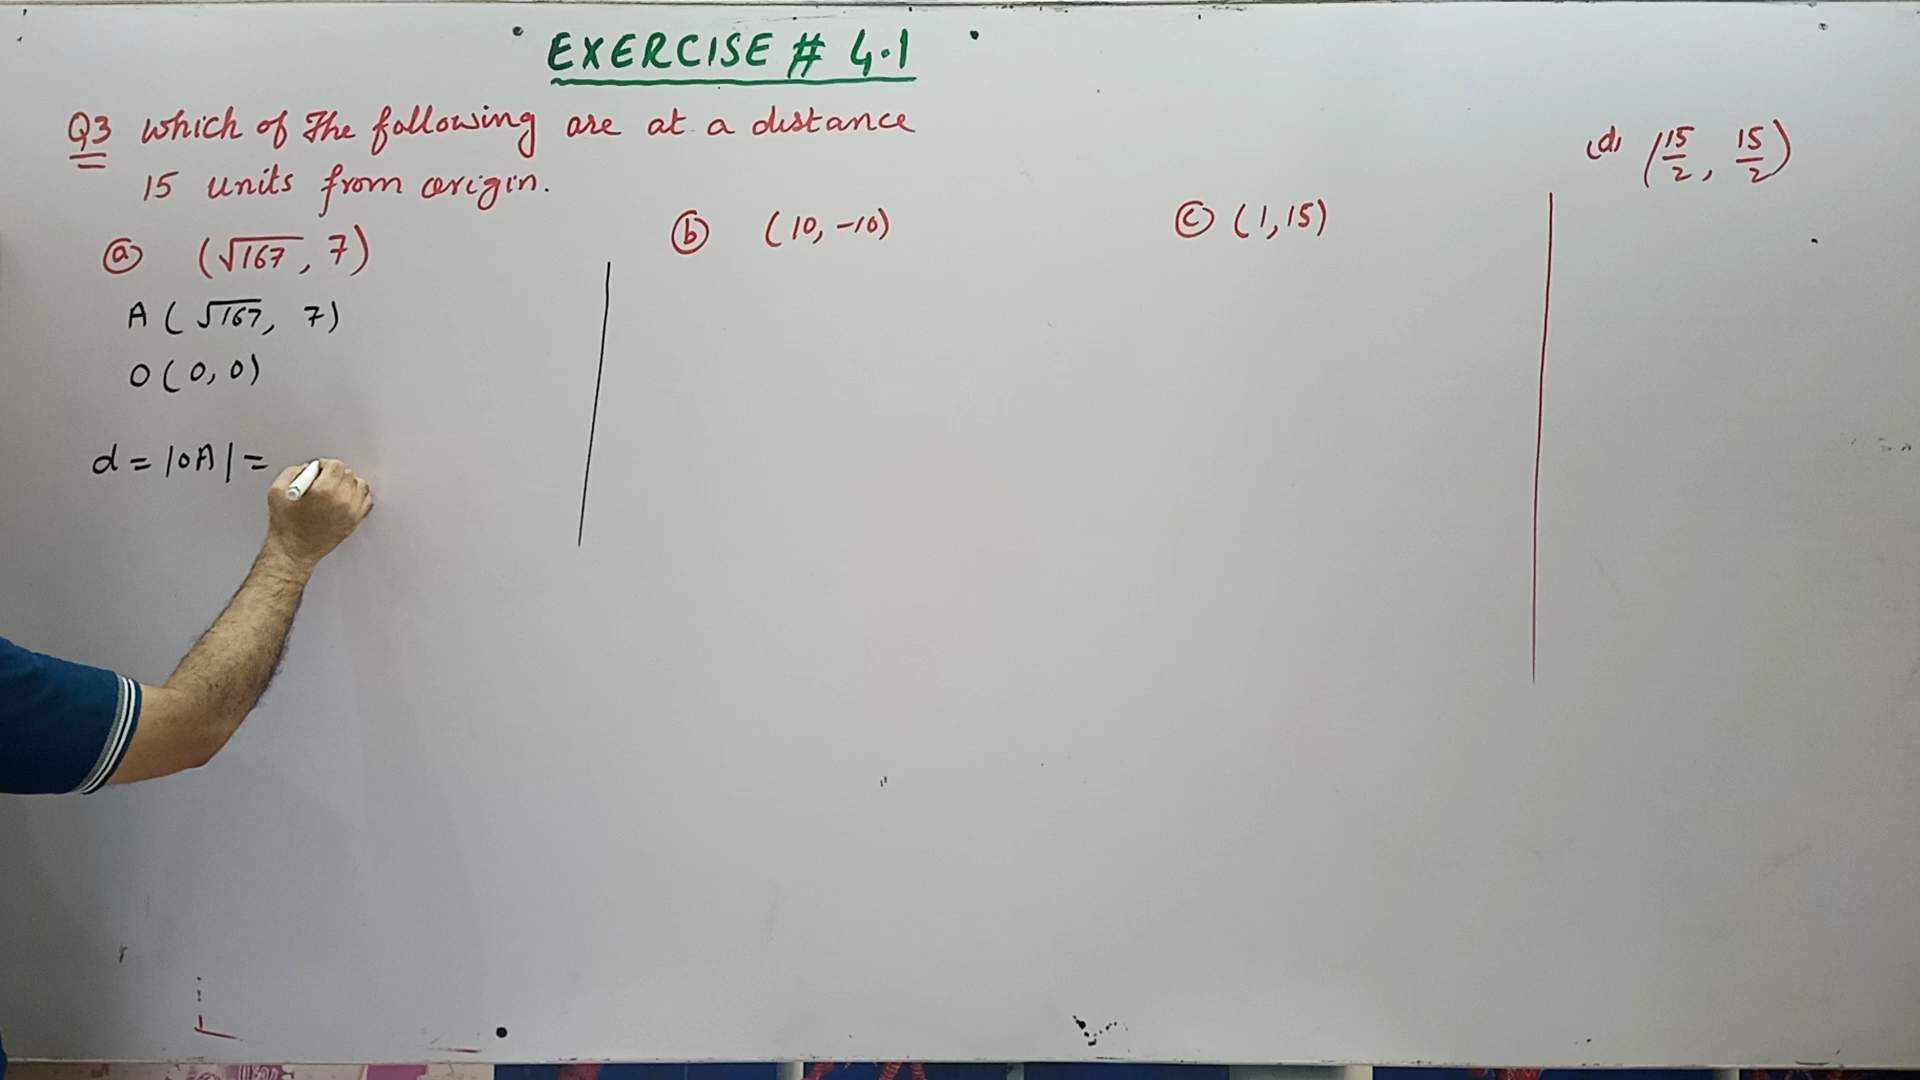 EXERCISE # 4.1
Q3 which of The following are at a distance
15 units from origin.
ⓐ (√167, 7)
A (√167, 7)
O (0, 0)
d = |OA| =
ⓑ (10, -10)
ⓒ (1, 15)
(d) (15/2, 15/2)